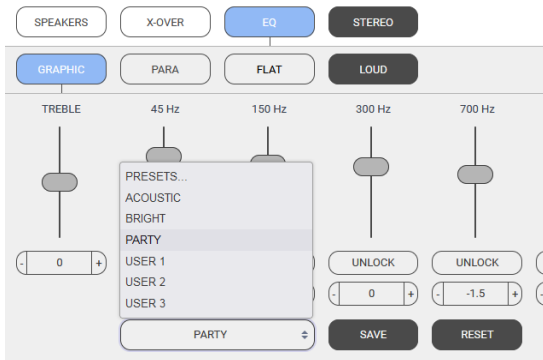 SPEAKERS X-OVER EQ STEREO
GRAPHIC PARA FLAT LOUD
TREBLE 45 Hz 150 Hz 300 Hz 700 Hz
PRESETS...
ACOUSTIC
BRIGHT
PARTY
USER 1
USER 2
USER 3
- 0 + UNLOCK UNLOCK
- 0 + - -1.5 +
PARTY SAVE RESET